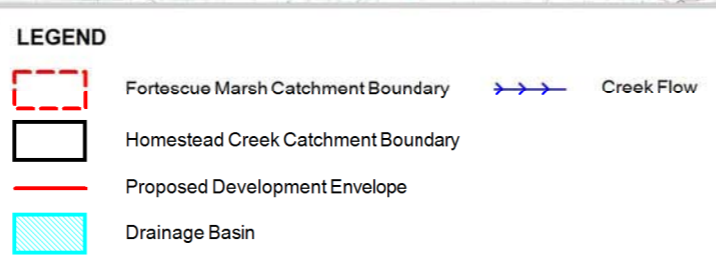 LEGEND
Fortescue Marsh Catchment Boundary Creek Flow
Homestead Creek Catchment Boundary
Proposed Development Envelope
Drainage Basin